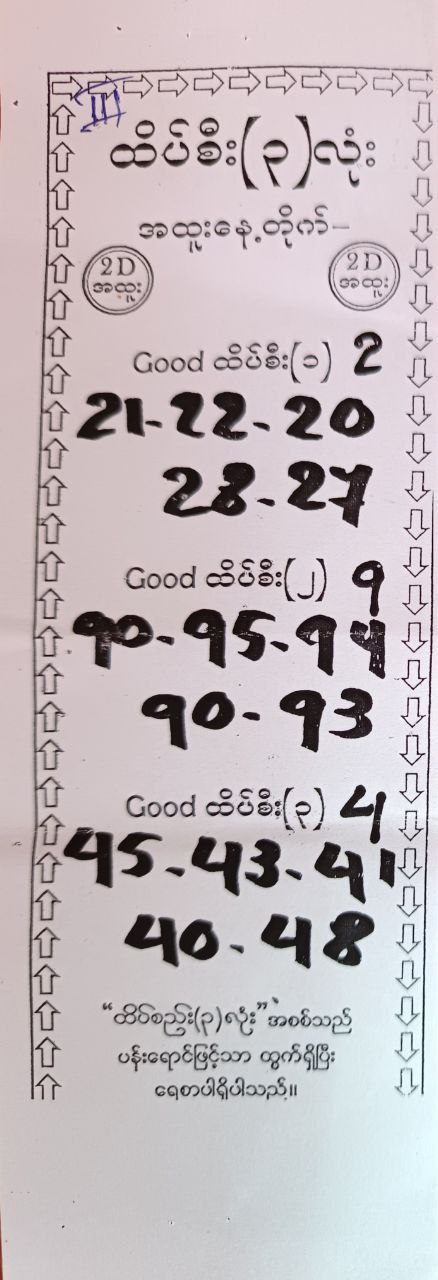 ထိပ်စီး(၃)လုံး
အထူးနေ့တိုက်–
2D အထူး
2D အထူး
Good ထိပ်စီး(၁) 2
21-22-20
28-27
Good ထိပ်စီး(၂) 9
90-95-94
90-93
Good ထိပ်စီး(၃) 4
45-43-41
40-48
“ထိပ်စည်း(၃)လုံး” အစစ်သည်
ပန်းရောင်ဖြင့်သာ ထွက်ရှိပြီး
ရေစာပါရှိပါသည်။